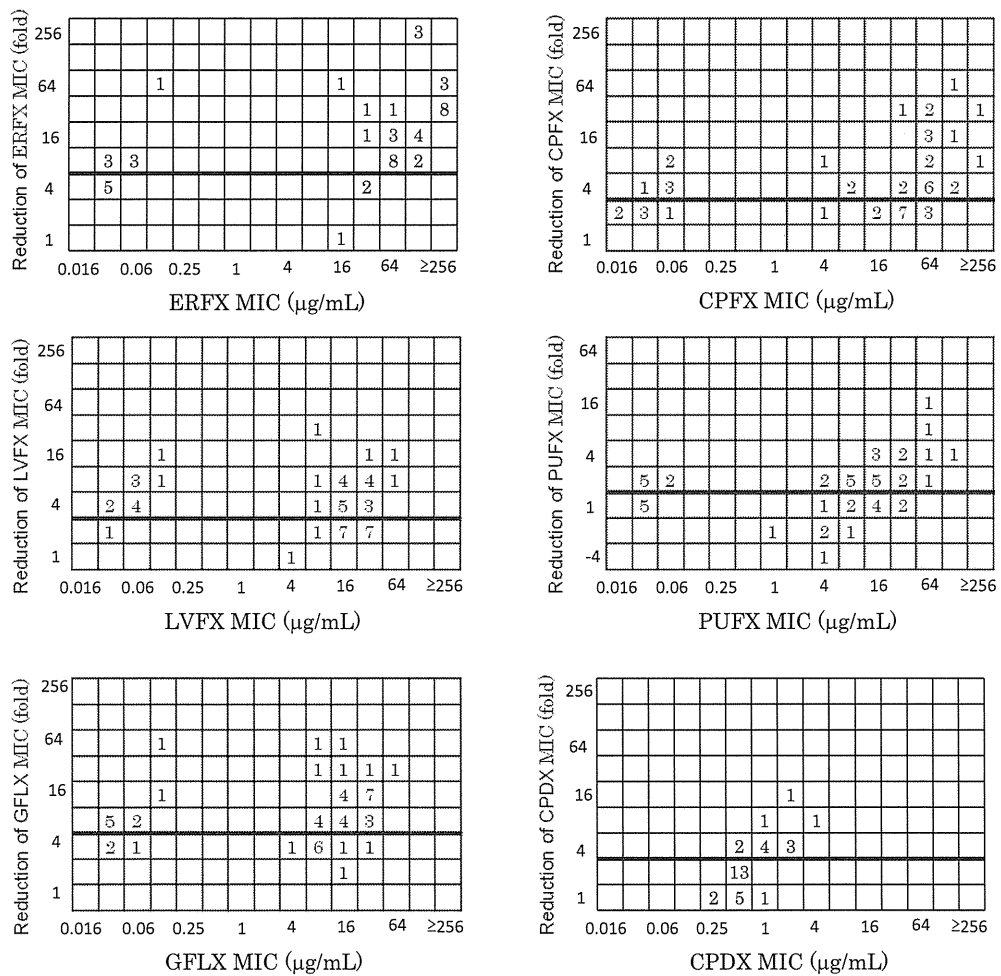 256 3
64 1 1 3
1 1 8
16 1 3 4
3 3 8 2
4 5 2
1 1
0.016 0.06 0.25 1 4 16 64 ≥256
ERFX MIC (μg/mL)
Reduction of ERFX MIC (fold)
256
64 1
1 2 1
16 3 1
2 1 2 1
4 1 3 2 2 6 2
2 3 1 1 2 7 3
1
0.016 0.06 0.25 1 4 16 64 ≥256
CPFX MIC (μg/mL)
Reduction of CPFX MIC (fold)
256
64
1
16 1 1 1
3 1 1 4 4 1
4 2 4 1 5 3
1 1 7 7
1 1
0.016 0.06 0.25 1 4 16 64 ≥256
LVFX MIC (μg/mL)
Reduction of LVFX MIC (fold)
64
16 1
1
4 3 2 1 1
5 2 2 5 5 2 1
1 5 1 2 4 2
1 2 1
-4 1
0.016 0.06 0.25 1 4 16 64 ≥256
PUFX MIC (μg/mL)
Reduction of PUFX MIC (fold)
256
64 1 1 1
1 1 1 1
16 1 4 7
5 2 4 4 3
4 2 1 1 6 1 1
1
1
0.016 0.06 0.25 1 4 16 64 ≥256
GFLX MIC (μg/mL)
Reduction of GFLX MIC (fold)
256
64
16 1
1 1
4 2 4 3
13
1 2 5 1
0.016 0.06 0.25 1 4 16 64 ≥256
CPDX MIC (μg/mL)
Reduction of CPDX MIC (fold)